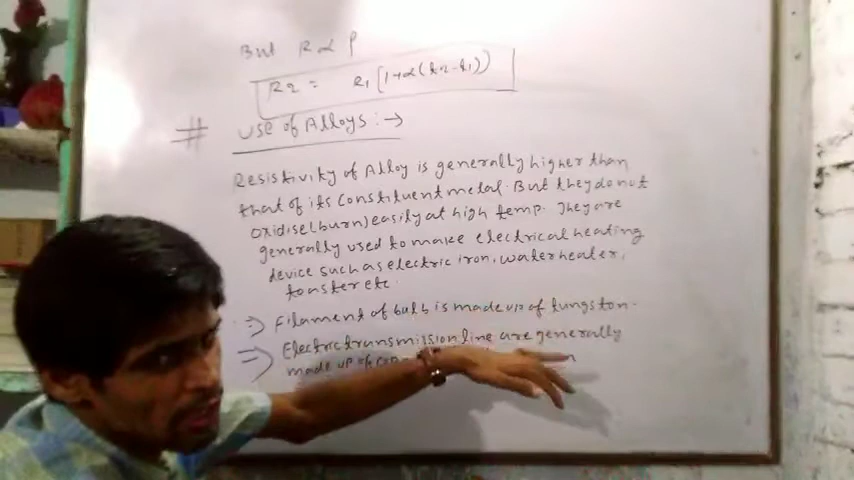 But R α ρ
R2 = R1[1+α(t2-t1)]
# Use of Alloys :→
Resistivity of Alloy is generally higher than
that of its constituent metal. But they do not
oxidise(burn)easily at high temp. They are
generally used to make electrical heating
device such as electric iron, water heater,
toaster etc.
:⇒ Filament of bulb is made up of tungston.
⇒ Electric transmission line are generally
made up of